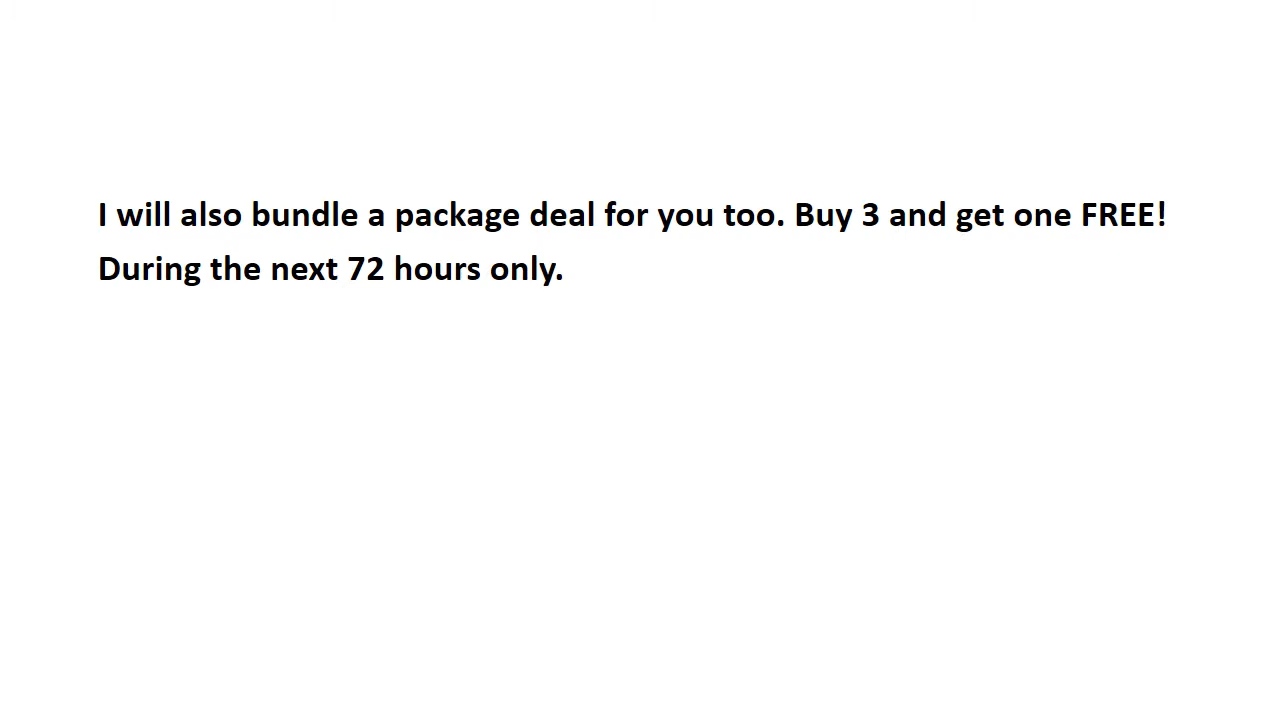 I will also bundle a package deal for you too. Buy 3 and get one FREE!
During the next 72 hours only.